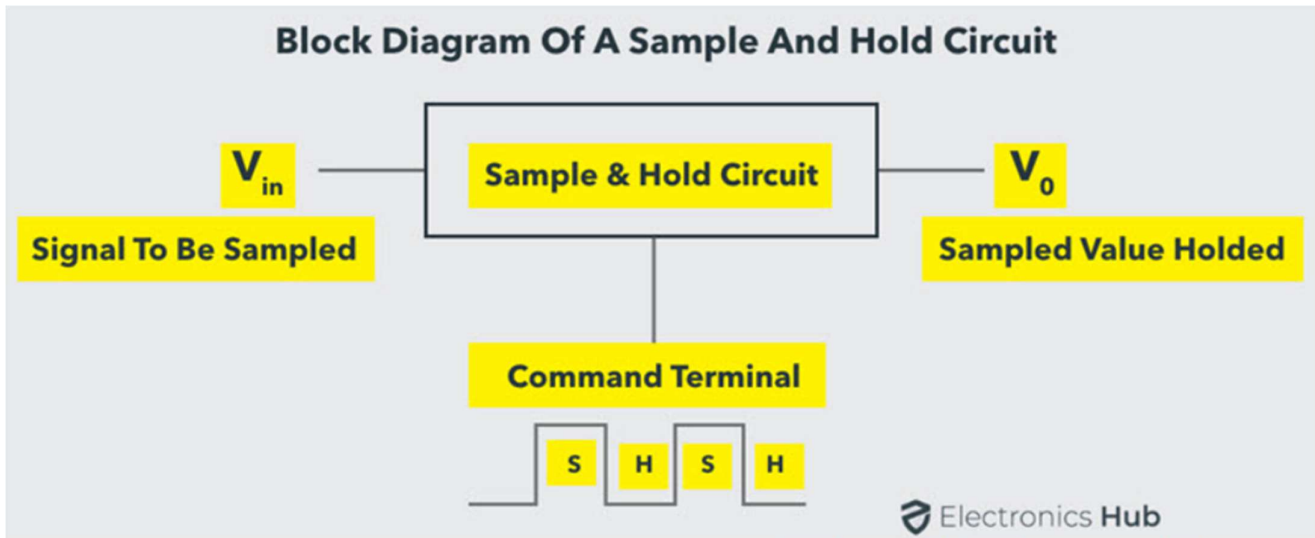 Block Diagram Of A Sample And Hold Circuit
Vin
Sample & Hold Circuit
V0
Signal To Be Sampled
Sampled Value Holded
Command Terminal
S H S H
Electronics Hub